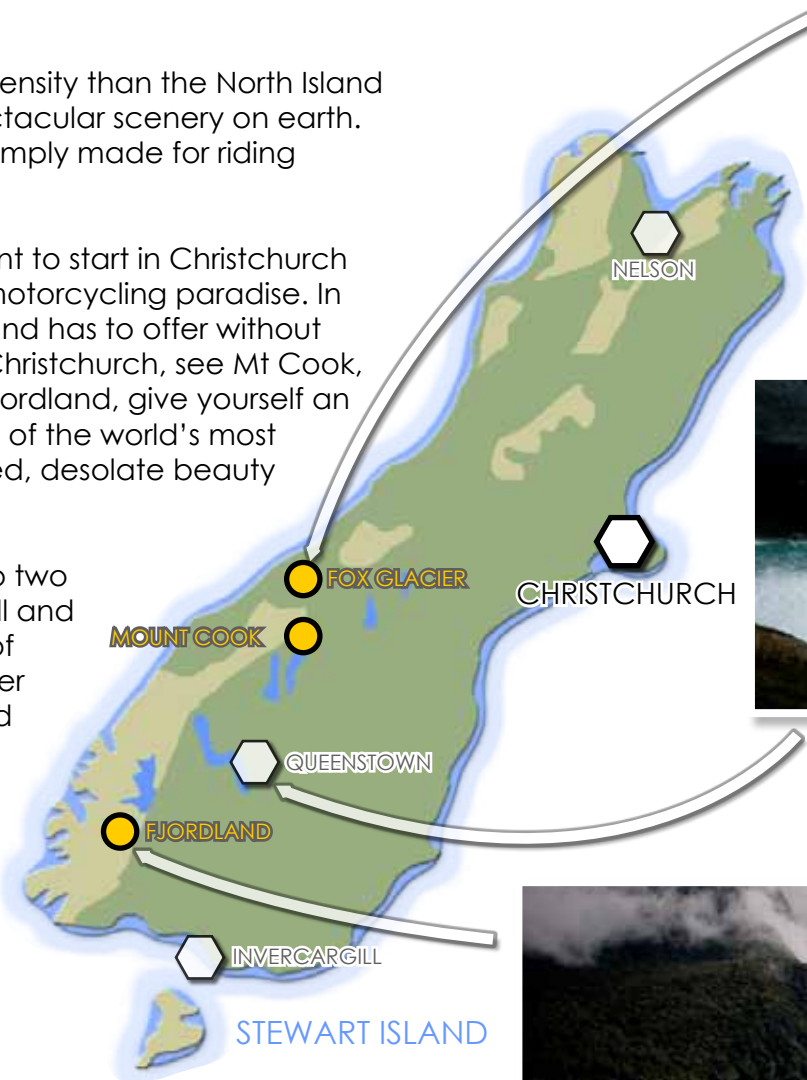 ensity than the North Island
ctacular scenery on earth.
mply made for riding
nt to start in Christchurch
motorcycling paradise. In
nd has to offer without
Christchurch, see Mt Cook,
ordland, give yourself an
of the world's most
ed, desolate beauty
o two
ll and
of
er
d
NELSON
FOX GLACIER
CHRISTCHURCH
MOUNT COOK
QUEENSTOWN
FJORDLAND
INVERCARGILL
STEWART ISLAND